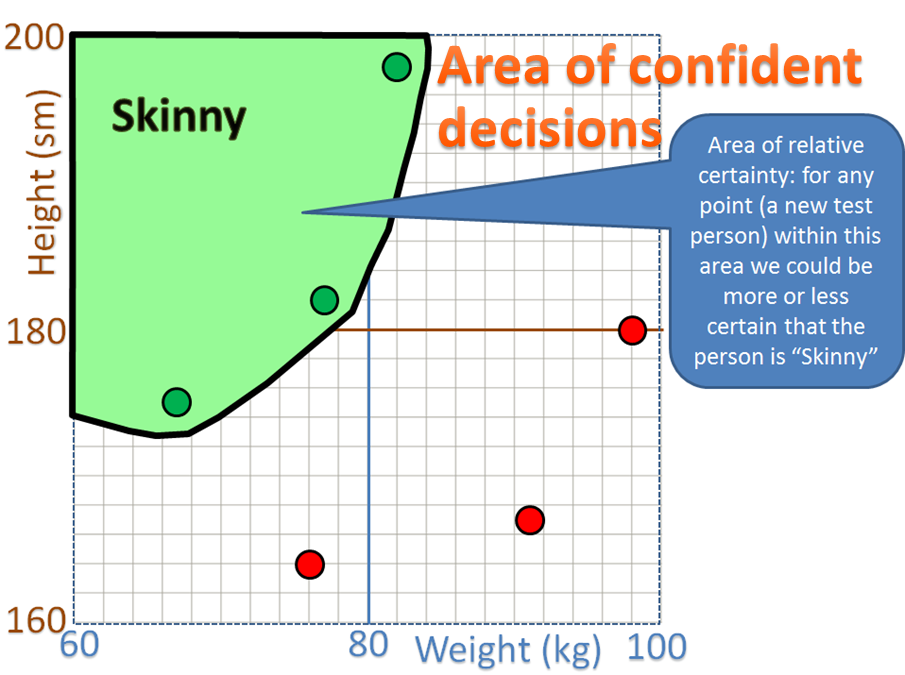 200
Area of confident
decisions
Skinny
Height (sm)
Area of relative
certainty: for any
point (a new test
person) within this
area we could be
more or less
certain that the
person is “Skinny”
180
160
60
80
Weight (kg)
100